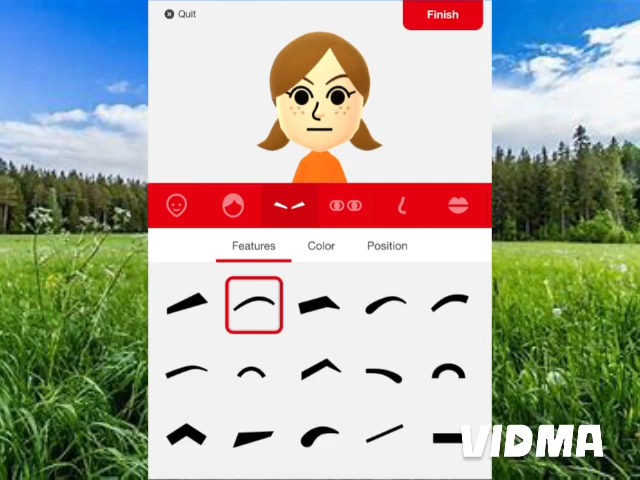 Quit
Finish
Features
Color
Position
VIDMA